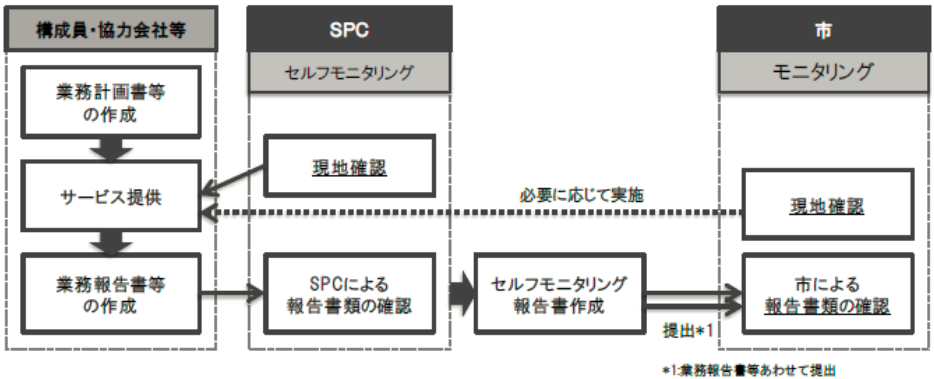 構成員・協力会社等
SPC
市
セルフモニタリング
モニタリング
業務計画書等
の作成
サービス提供
現地確認
必要に応じて実施
現地確認
業務報告書等
の作成
SPCによる
報告書類の確認
セルフモニタリング
報告書作成
市による
報告書類の確認
提出*1
*1:業務報告書等あわせて提出